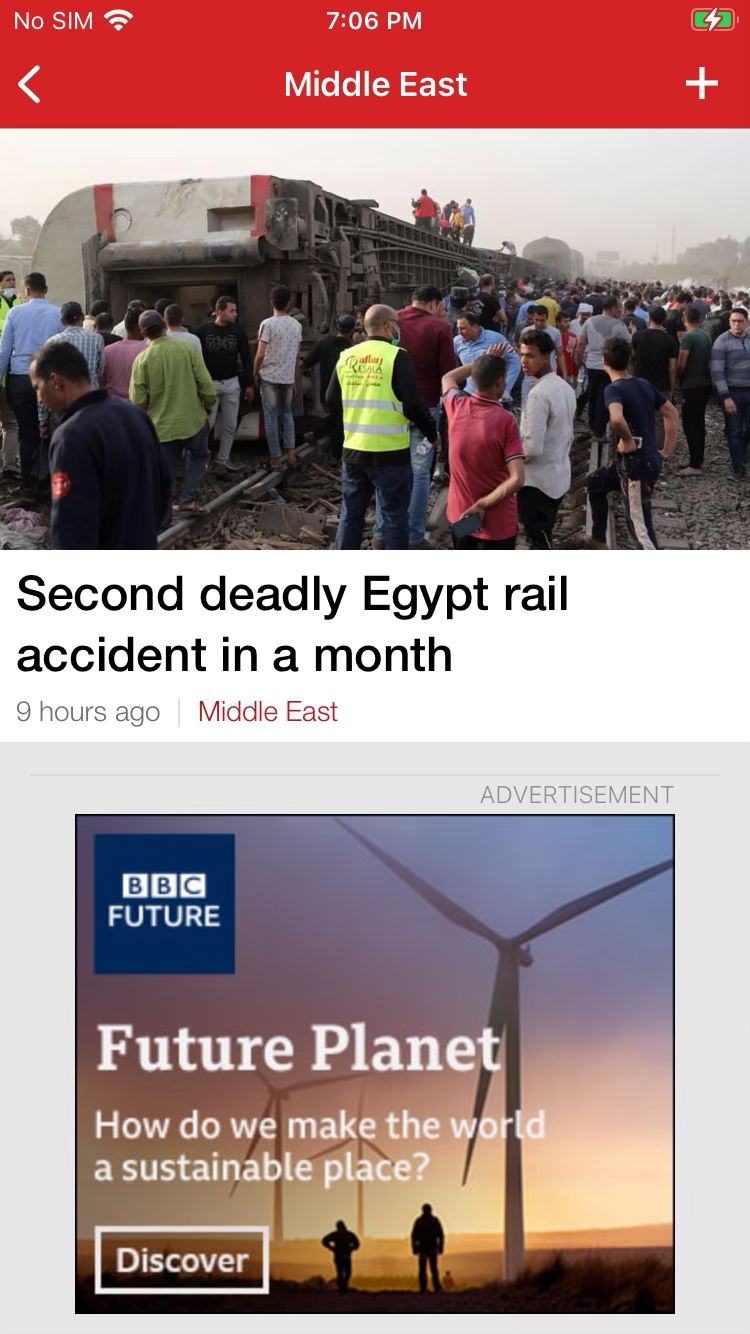 No SIM 7:06 PM
Middle East
Second deadly Egypt rail
accident in a month
9 hours ago Middle East
ADVERTISEMENT
BBC
FUTURE
Future Planet
How do we make the world
a sustainable place?
Discover